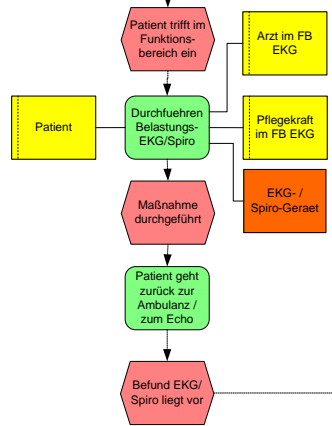 Patient trifft im
Funktions-
bereich ein
Arzt im FB
EKG
Patient
Durchfuehren
Belastungs-
EKG/Spiro
Pflegekraft
im FB EKG
EKG- /
Spiro-Geraet
Maßnahme
durchgeführt
Patient geht
zurück zur
Ambulanz /
zum Echo
Befund EKG/
Spiro liegt vor